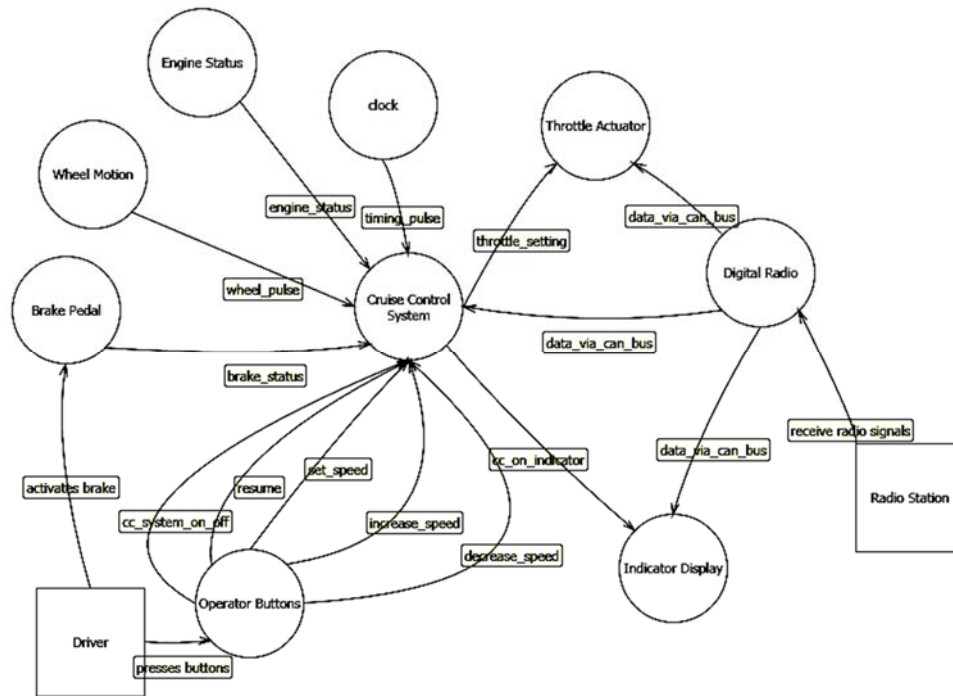 Engine Status
clock
Throttle Actuator
Wheel Motion
engine_status
timing_pulse
data_via_can_bus
throttle_setting
Digital Radio
wheel_pulse
Cruise Control
System
Brake Pedal
data_via_can_bus
brake_status
receive radio signals
data_via_can_bus
cc_on_indicator
set_speed
resume
activates brake
Radio Station
cc_system_on_off
increase_speed
decrease_speed
Indicator Display
Operator Buttons
Driver
presses buttons